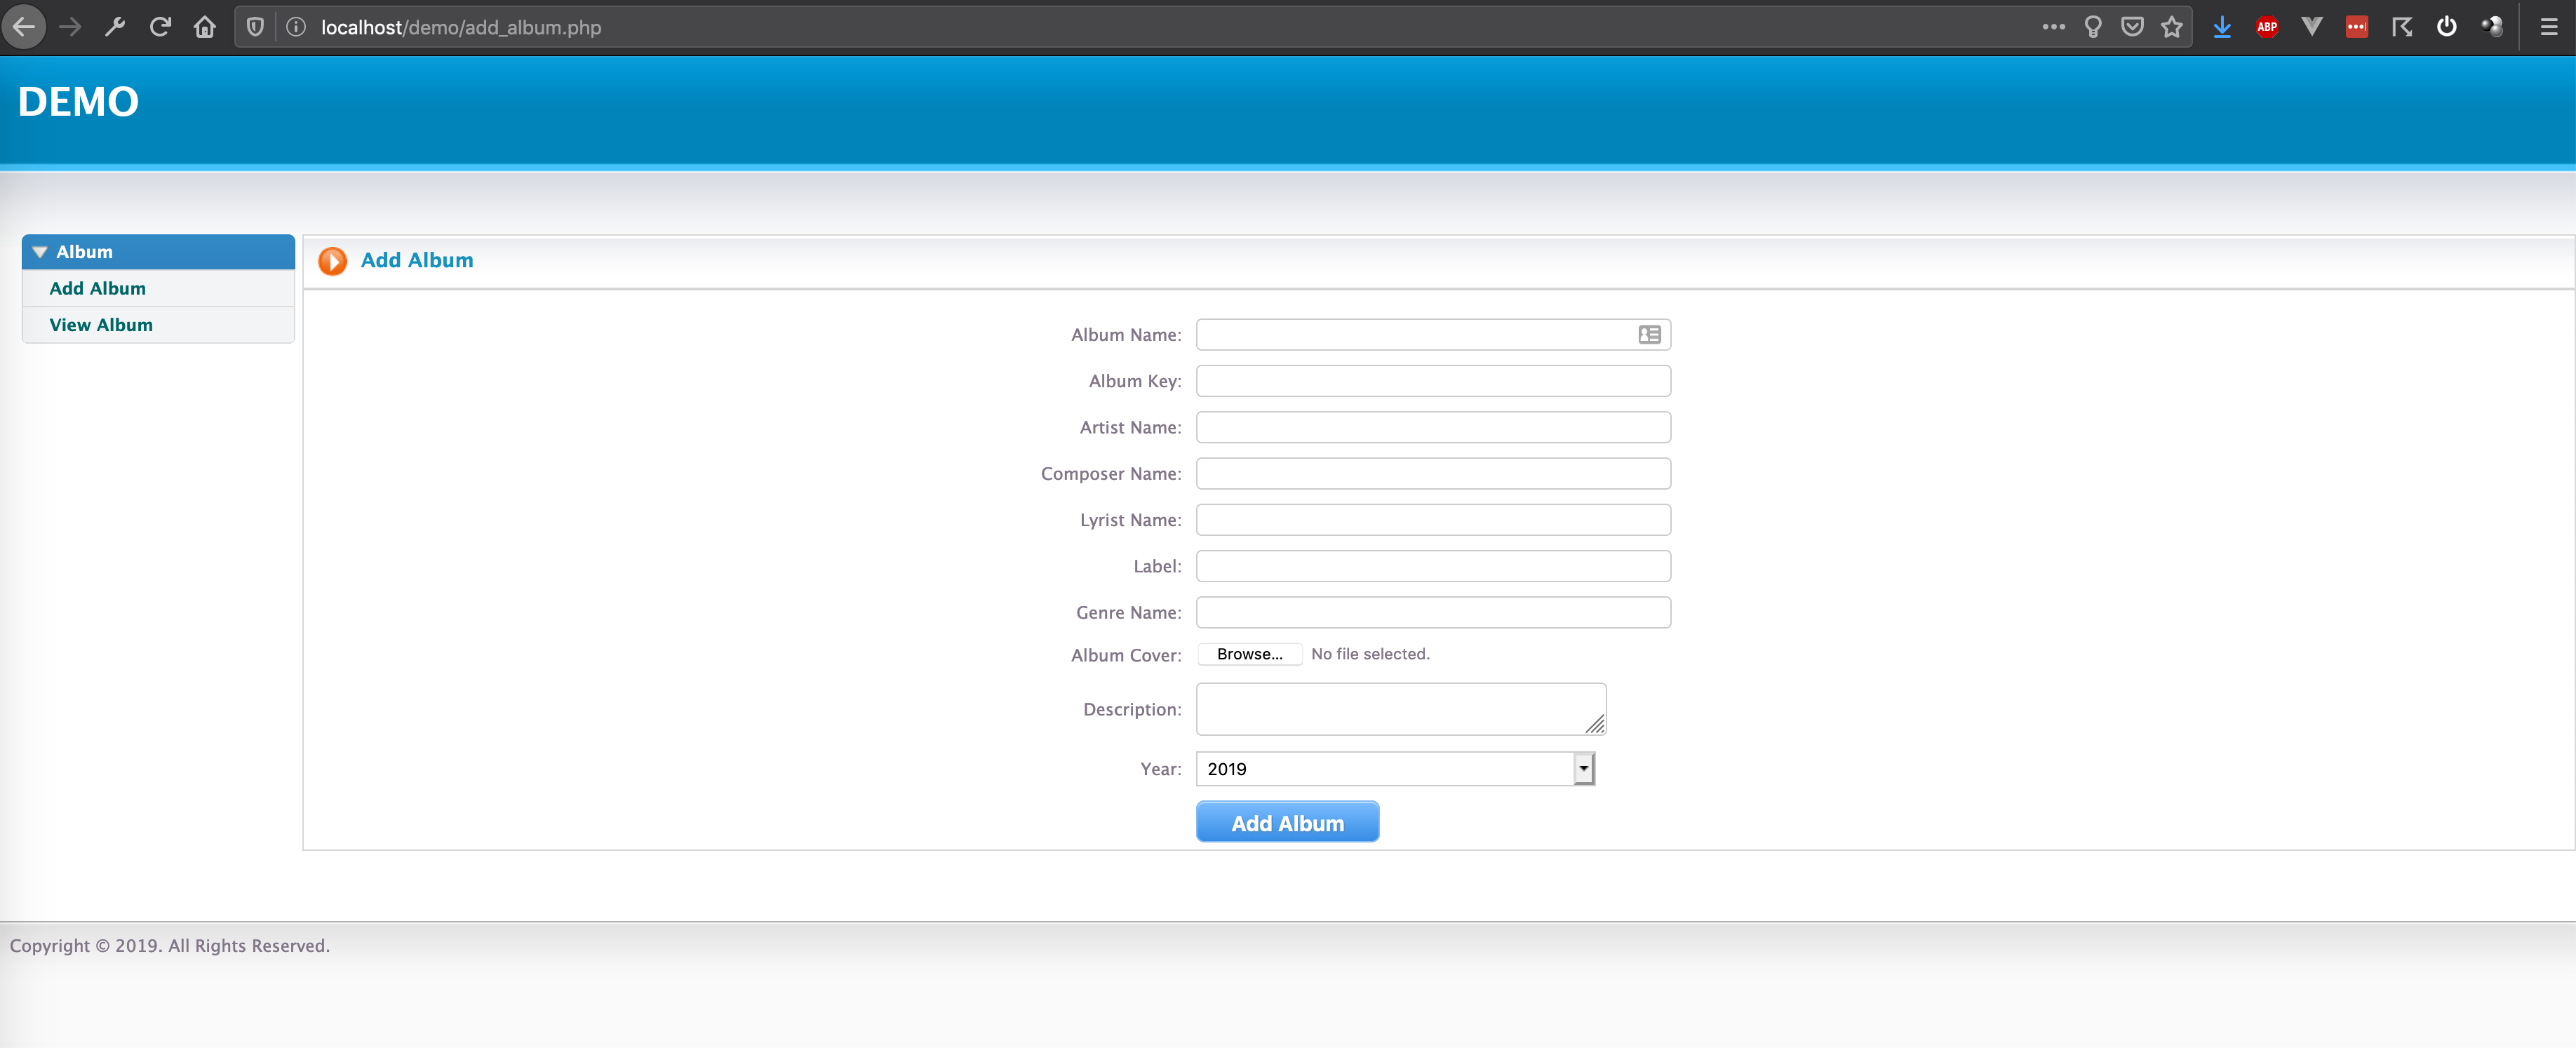 localhost/demo/add_album.php
ABP
DEMO
Album
Add Album
View Album
Add Album
Album Name:
Album Key:
Artist Name:
Composer Name:
Lyrist Name:
Label:
Genre Name:
Album Cover: Browse... No file selected.
Description:
Year: 2019
Add Album
Copyright © 2019. All Rights Reserved.